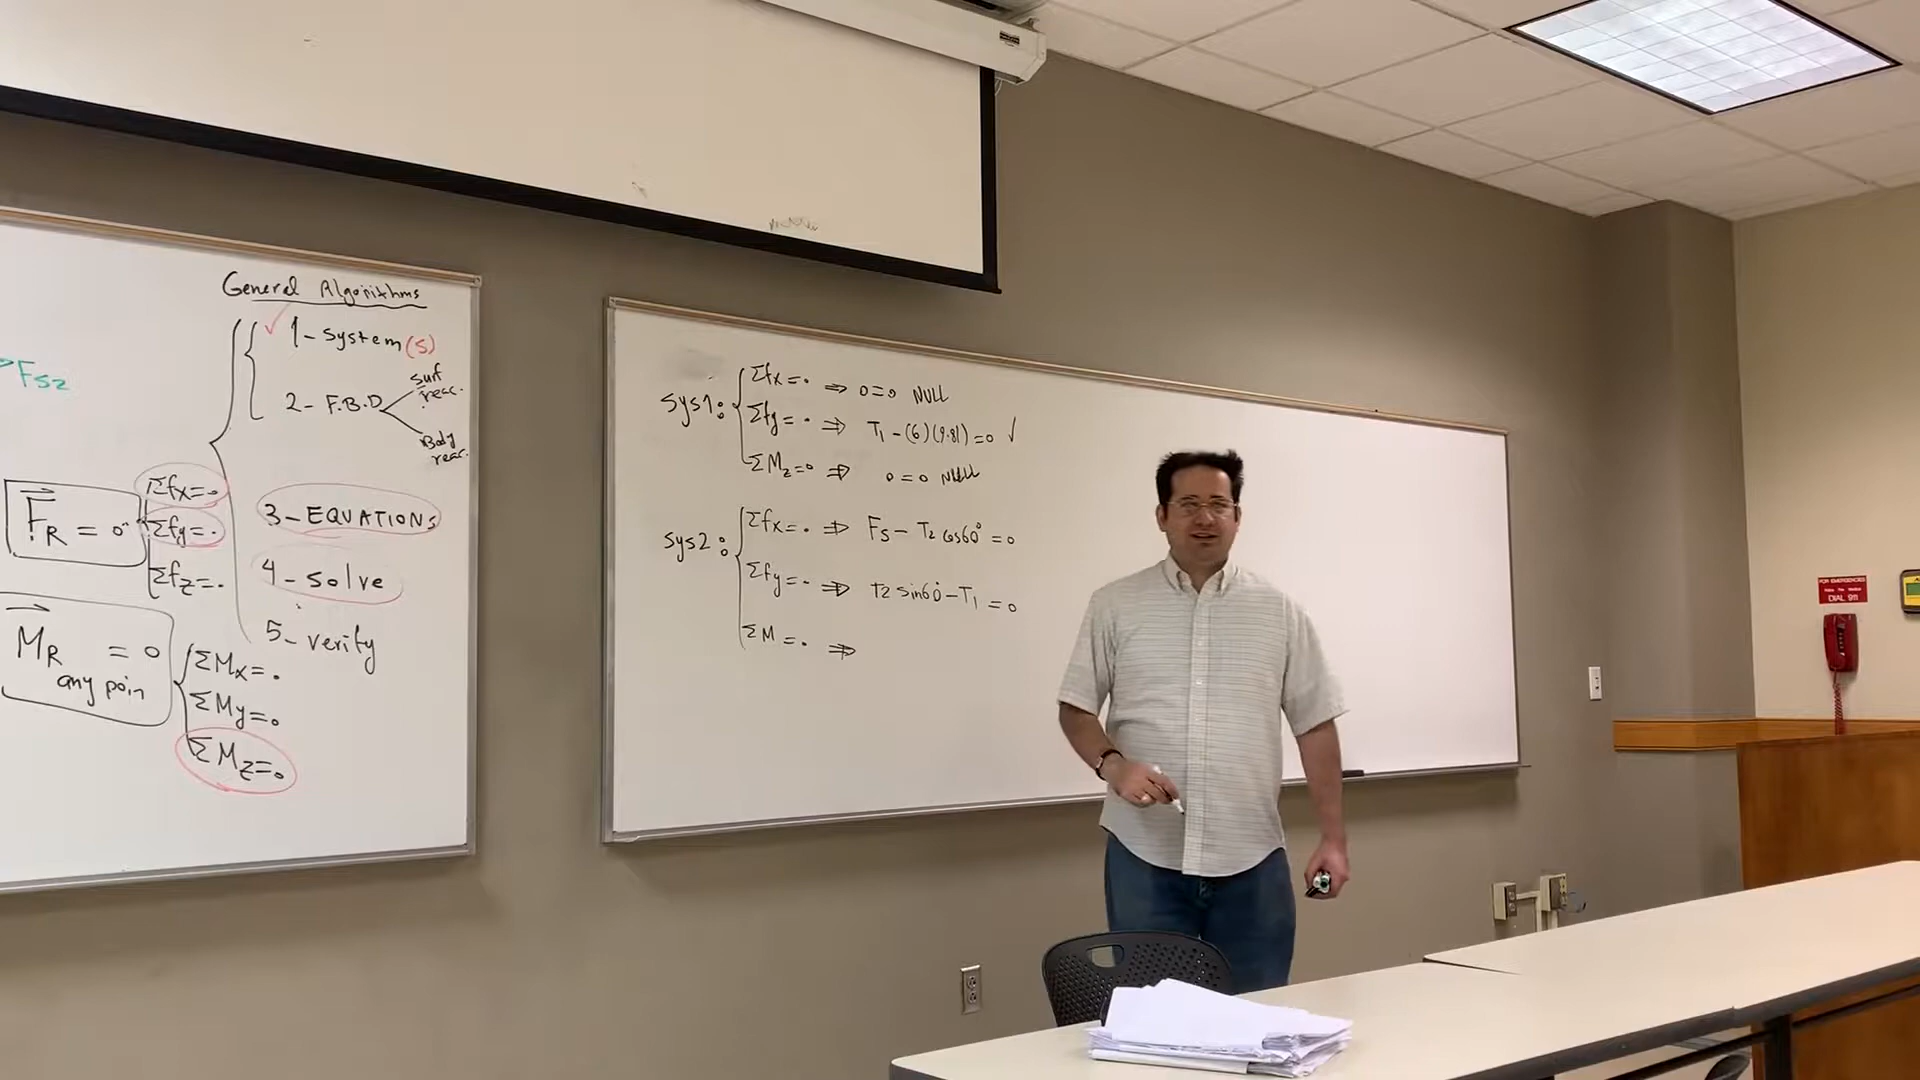 General Algorithms
1- system(s)
2- F.B.D
surf reac.
Body reac.
3- EQUATIONS
4- solve
5- verify
Fs2
FR = 0
Σfx=0
Σfy=0
Σfz=0
MR = 0
any poin
ΣMx=0
ΣMy=0
ΣMz=0
sys1:
Σfx=0 ⇒ 0=0 NULL
Σfy=0 ⇒ T1-(6)(9.81)=0 ✓
ΣMz=0 ⇒ 0=0 NULL
sys2:
Σfx=0 ⇒ Fs - T2 cos60° = 0
Σfy=0 ⇒ T2 sin60° - T1 = 0
ΣM=0 ⇒
FOR EMERGENCIES
DIAL 911